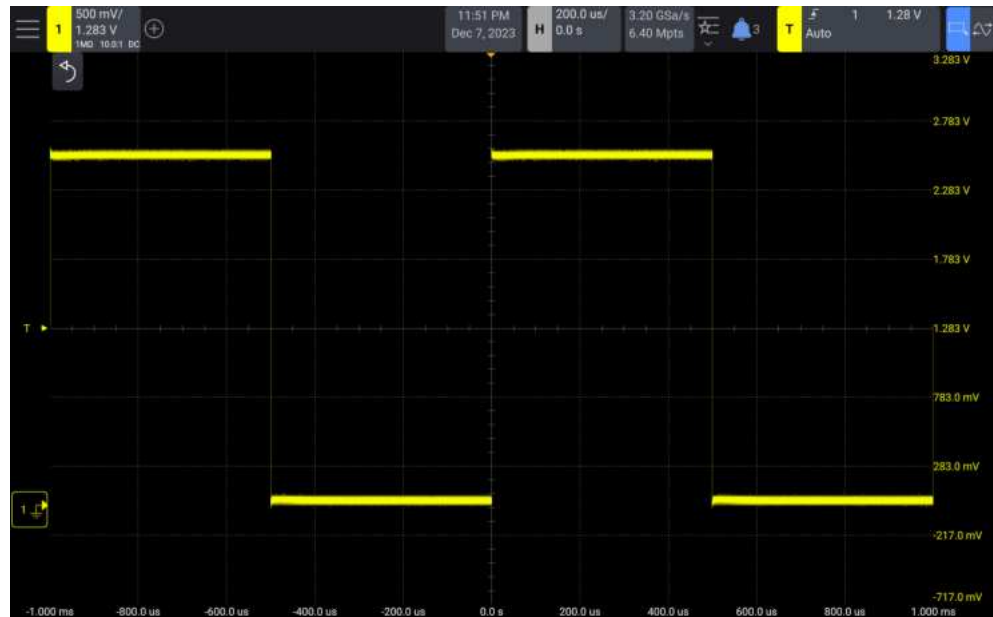 1
500 mV/
1.283 V
1MΩ 10.0:1 DC
11:51 PM
Dec 7, 2023
H
200.0 us/
0.0 s
3.20 GSa/s
6.40 Mpts
3
T
1
1.28 V
Auto
3.283 V
2.783 V
2.283 V
1.783 V
T
1.283 V
783.0 mV
283.0 mV
1
-217.0 mV
-717.0 mV
-1.000 ms -800.0 us -600.0 us -400.0 us -200.0 us 0.0 s 200.0 us 400.0 us 600.0 us 800.0 us 1.000 ms